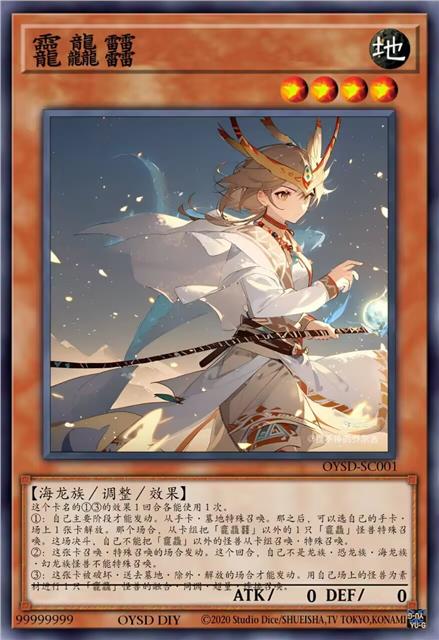 龗龘䨻
地
OYSD-SC001
【海龙族／调整／效果】
这个卡名的①③的效果1回合各能使用1次。
①：自己主要阶段才能发动。从手卡・墓地特殊召唤。那之后，可以选自己的手卡・
场上1张卡解放。那个场合，从卡组把「龗龘䨻」以外的1只「龗龘」怪兽特殊召
唤。这场决斗，自己不能把「龗龘」以外的怪兽从卡组召唤・特殊召唤。
②：这张卡召唤・特殊召唤的场合发动。这个回合，自己不是龙族・恐龙族・海龙族
・幻龙族怪兽不能特殊召唤。
③：这张卡被破坏・送去墓地・除外・解放的场合才能发动。用自己场上的怪兽为素
材进行1只「龗龘」怪兽的融合・同调・超量・
ATK/ 0 DEF/ 0
99999999 OYSD DIY ©2020 Studio Dice/SHUEISHA,TV TOKYO,KONAMI